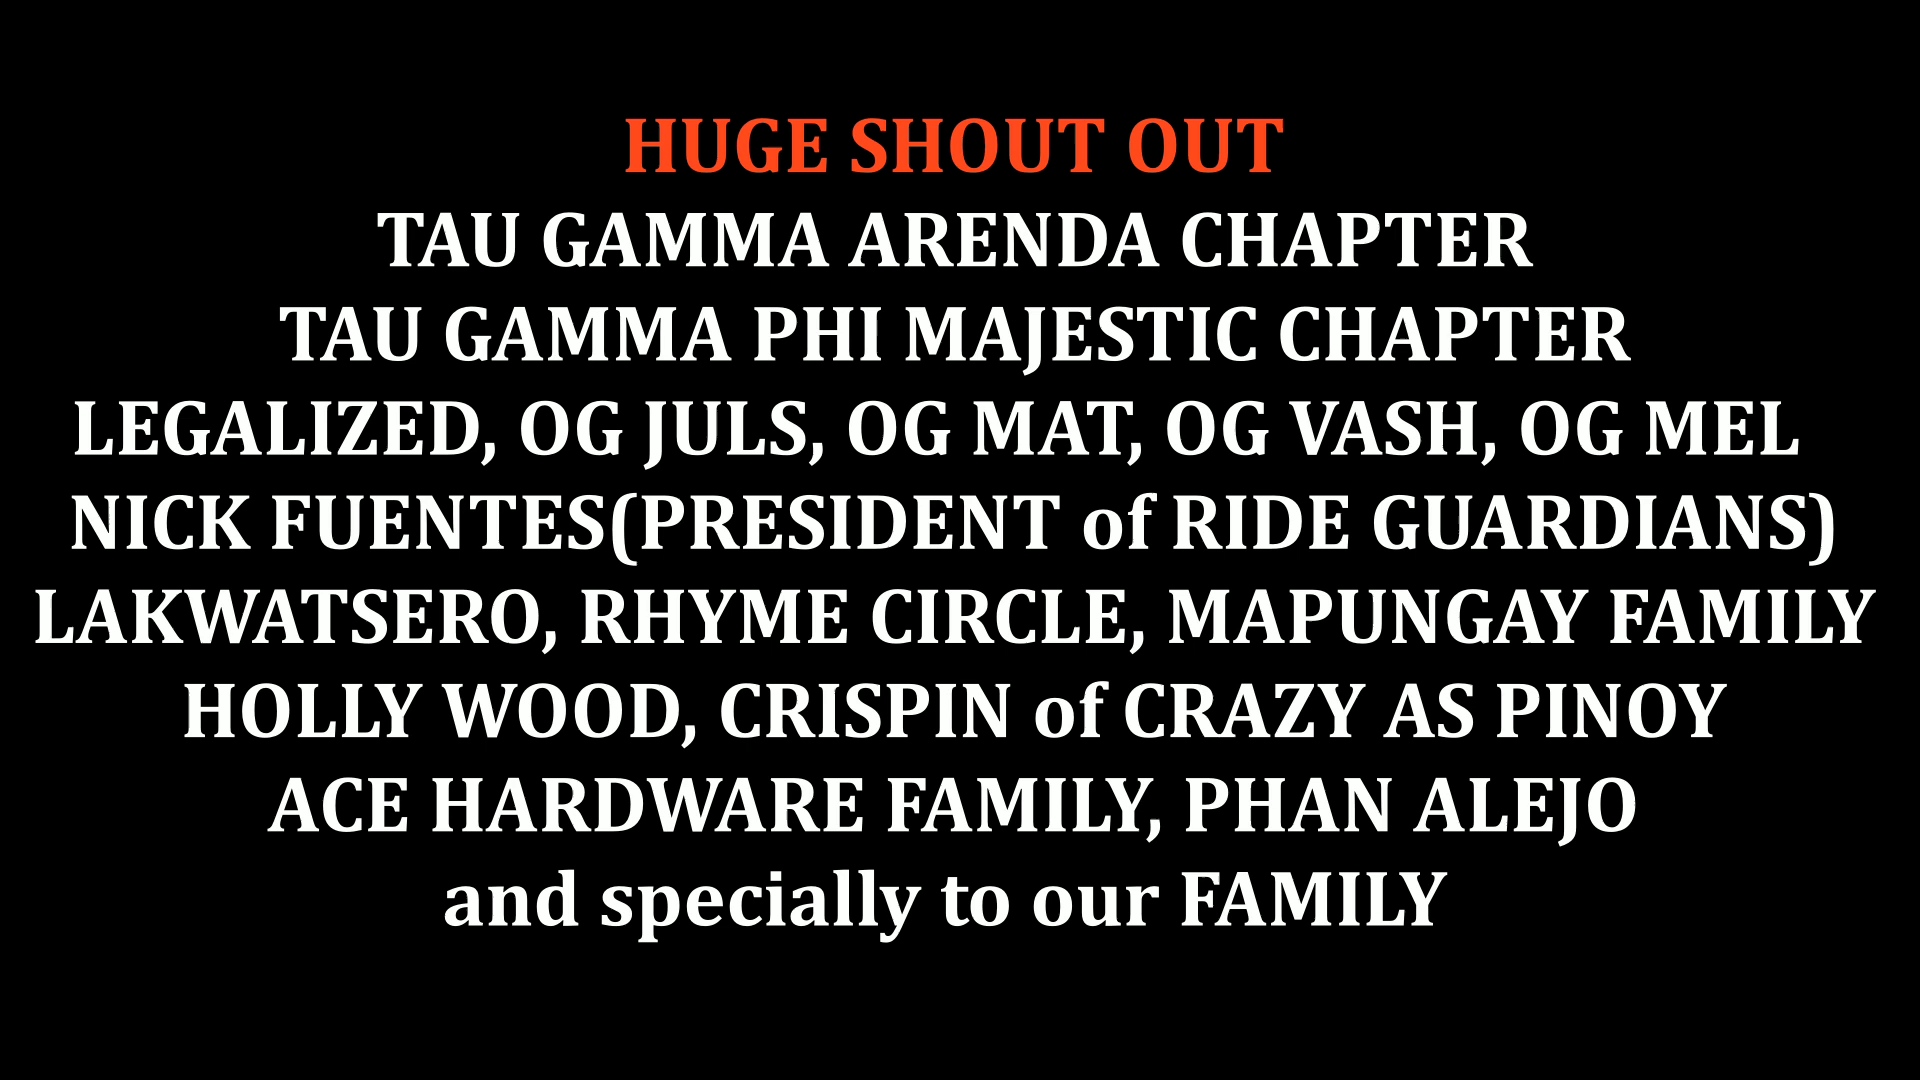 HUGE SHOUT OUT
TAU GAMMA ARENDA CHAPTER
TAU GAMMA PHI MAJESTIC CHAPTER
LEGALIZED, OG JULS, OG MAT, OG VASH, OG MEL
NICK FUENTES(PRESIDENT of RIDE GUARDIANS)
LAKWATSERO, RHYME CIRCLE, MAPUNGAY FAMILY
HOLLY WOOD, CRISPIN of CRAZY AS PINOY
ACE HARDWARE FAMILY, PHAN ALEJO
and specially to our FAMILY